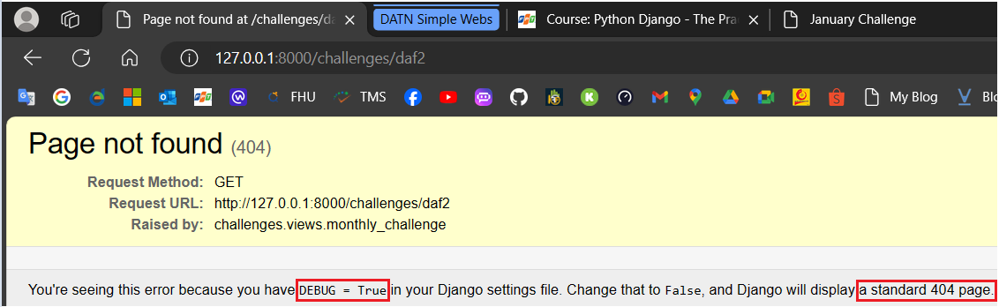 Page not found at /challenges/da
DATN Simple Webs
Course: Python Django - The Pra
January Challenge
127.0.0.1:8000/challenges/daf2
FHU
TMS
My Blog
Blo
Page not found (404)
Request Method: GET
Request URL: http://127.0.0.1:8000/challenges/daf2
Raised by: challenges.views.monthly_challenge
You're seeing this error because you have DEBUG = True in your Django settings file. Change that to False, and Django will display a standard 404 page.